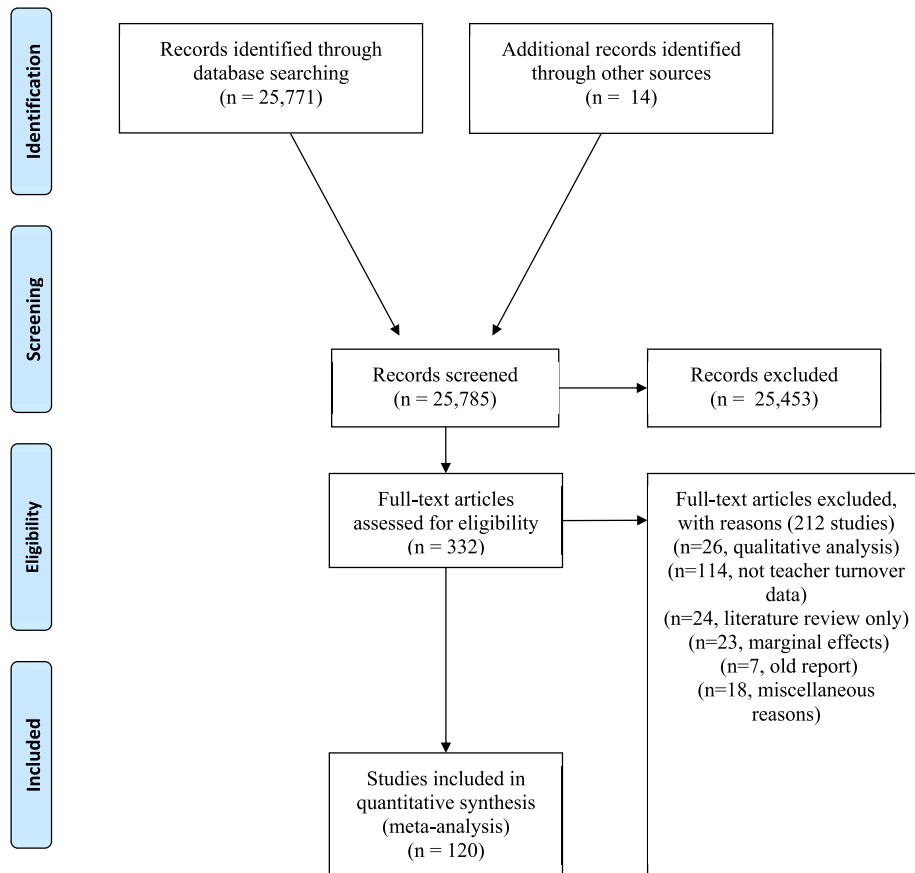 Identification
Records identified through
database searching
(n = 25,771)
Additional records identified
through other sources
(n =  14)
Screening
Records screened
(n = 25,785)
Records excluded
(n =  25,453)
Eligibility
Full-text articles
assessed for eligibility
(n = 332)
Full-text articles excluded,
with reasons (212 studies)
(n=26, qualitative analysis)
(n=114, not teacher turnover
data)
(n=24, literature review only)
(n=23, marginal effects)
(n=7, old report)
(n=18, miscellaneous
reasons)
Included
Studies included in
quantitative synthesis
(meta-analysis)
(n = 120)